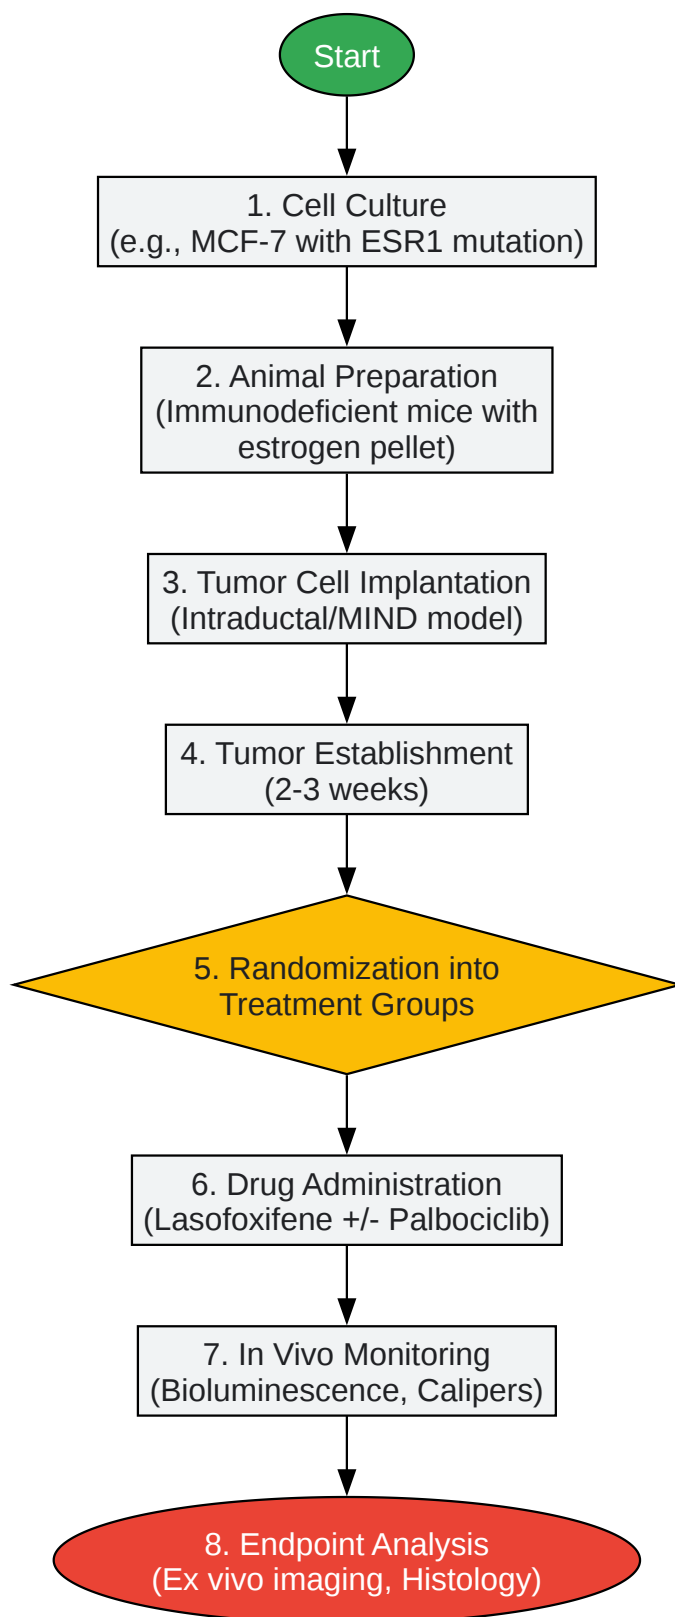 Start
1. Cell Culture
(e.g., MCF-7 with ESR1 mutation)
2. Animal Preparation
(Immunodeficient mice with
estrogen pellet)
3. Tumor Cell Implantation
(Intraductal/MIND model)
4. Tumor Establishment
(2-3 weeks)
5. Randomization into
Treatment Groups
6. Drug Administration
(Lasofoxifene +/- Palbociclib)
7. In Vivo Monitoring
(Bioluminescence, Calipers)
8. Endpoint Analysis
(Ex vivo imaging, Histology)